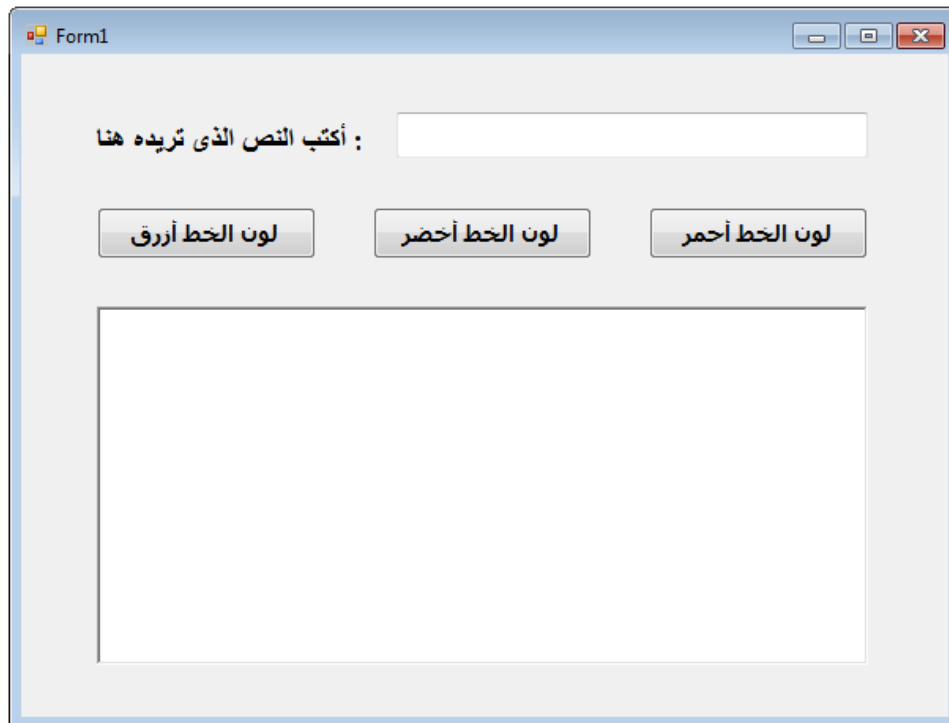 Form1
أكتب النص الذى تريده هنا :
لون الخط أحمر
لون الخط أخضر
لون الخط أزرق